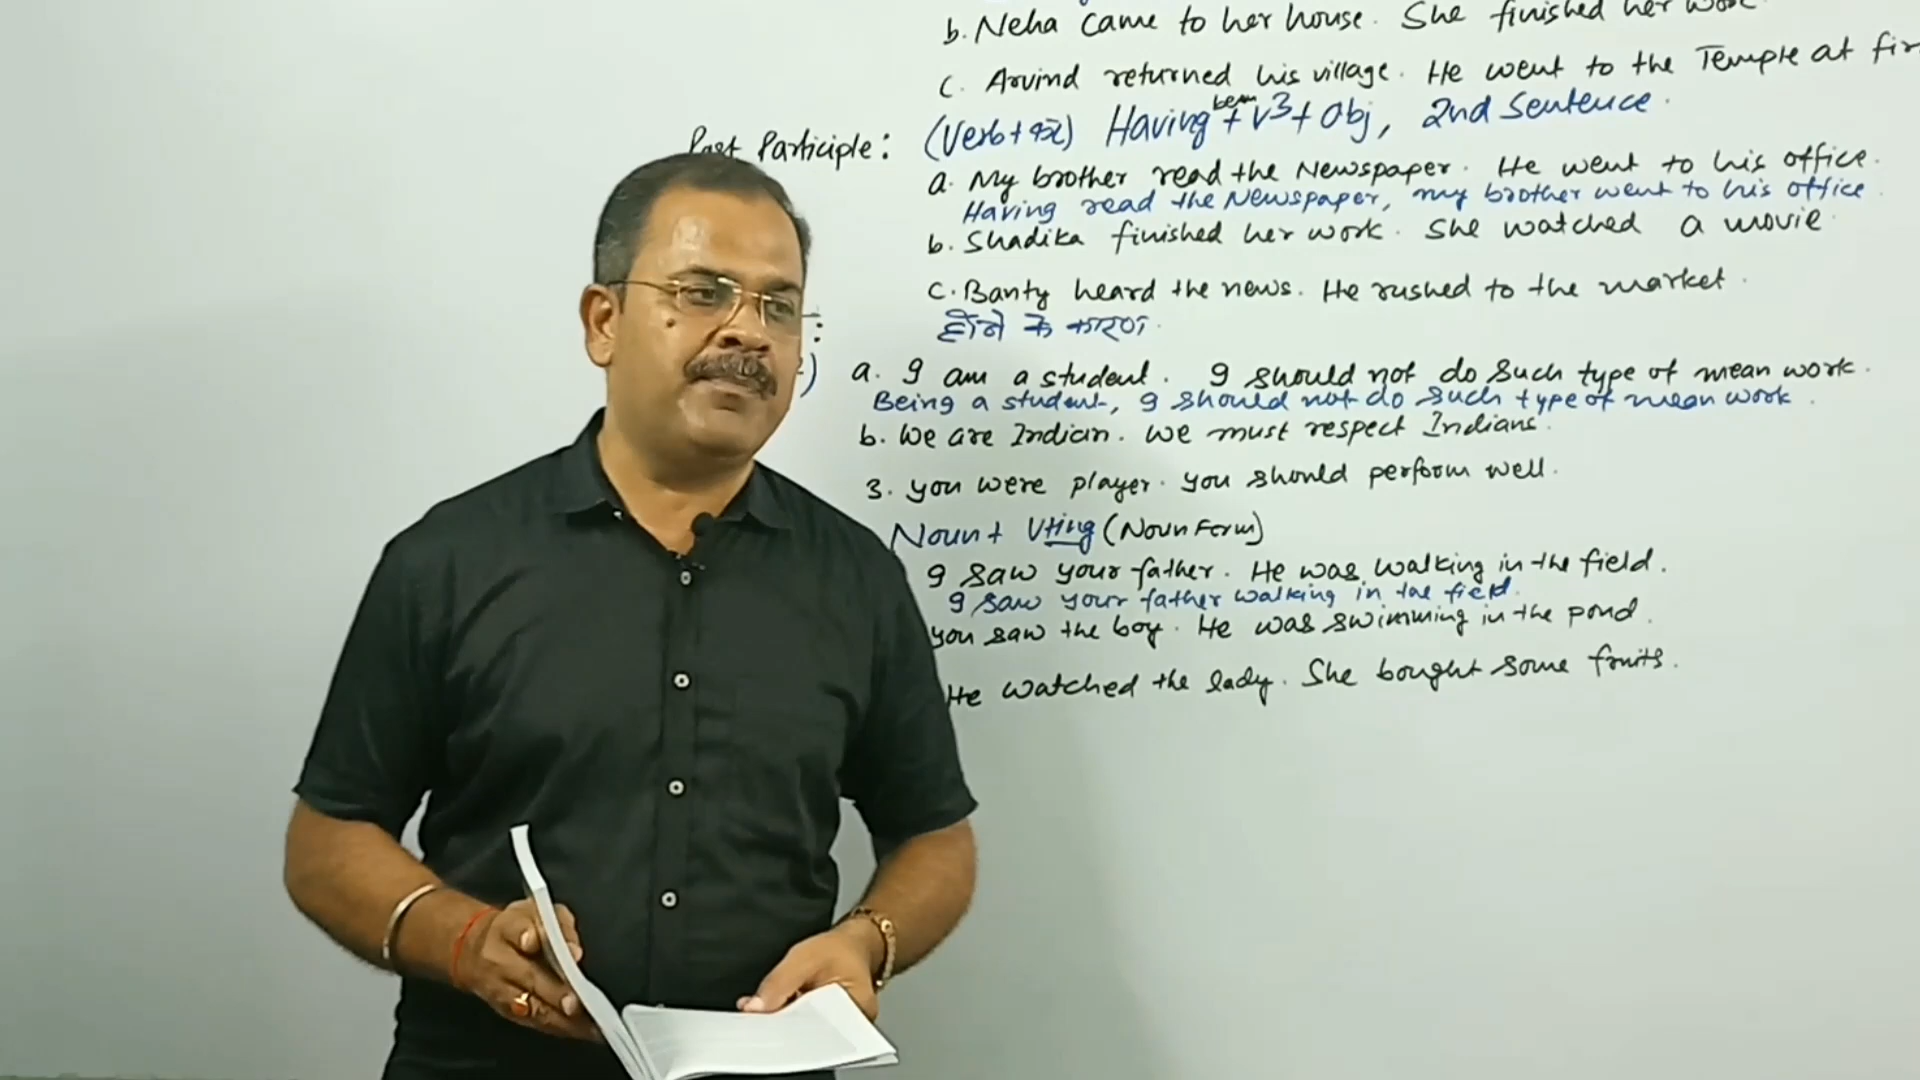 b. Neha came to her house. She finished her work.
c. Arvind returned his village. He went to the Temple at
Past Participle: (Verb+कर) Having been + V3 + Obj, 2nd Sentence.
a. My brother read the Newspaper. He went to his office.
Having read the Newspaper, my brother went to his office.
b. Shadika finished her work. She watched a movie.
c. Banty heard the news. He rushed to the market.
होने के कारण.
a. I am a student. I should not do such type of mean work.
Being a student, I should not do such type of mean work.
b. We are Indian. We must respect Indians.
3. you were player. you should perform well.
Noun + V+ing (Noun Form)
I saw your father. He was walking in the field.
I saw your father walking in the field.
you saw the boy. He was swimming in the pond.
He watched the lady. She bought some fruits.